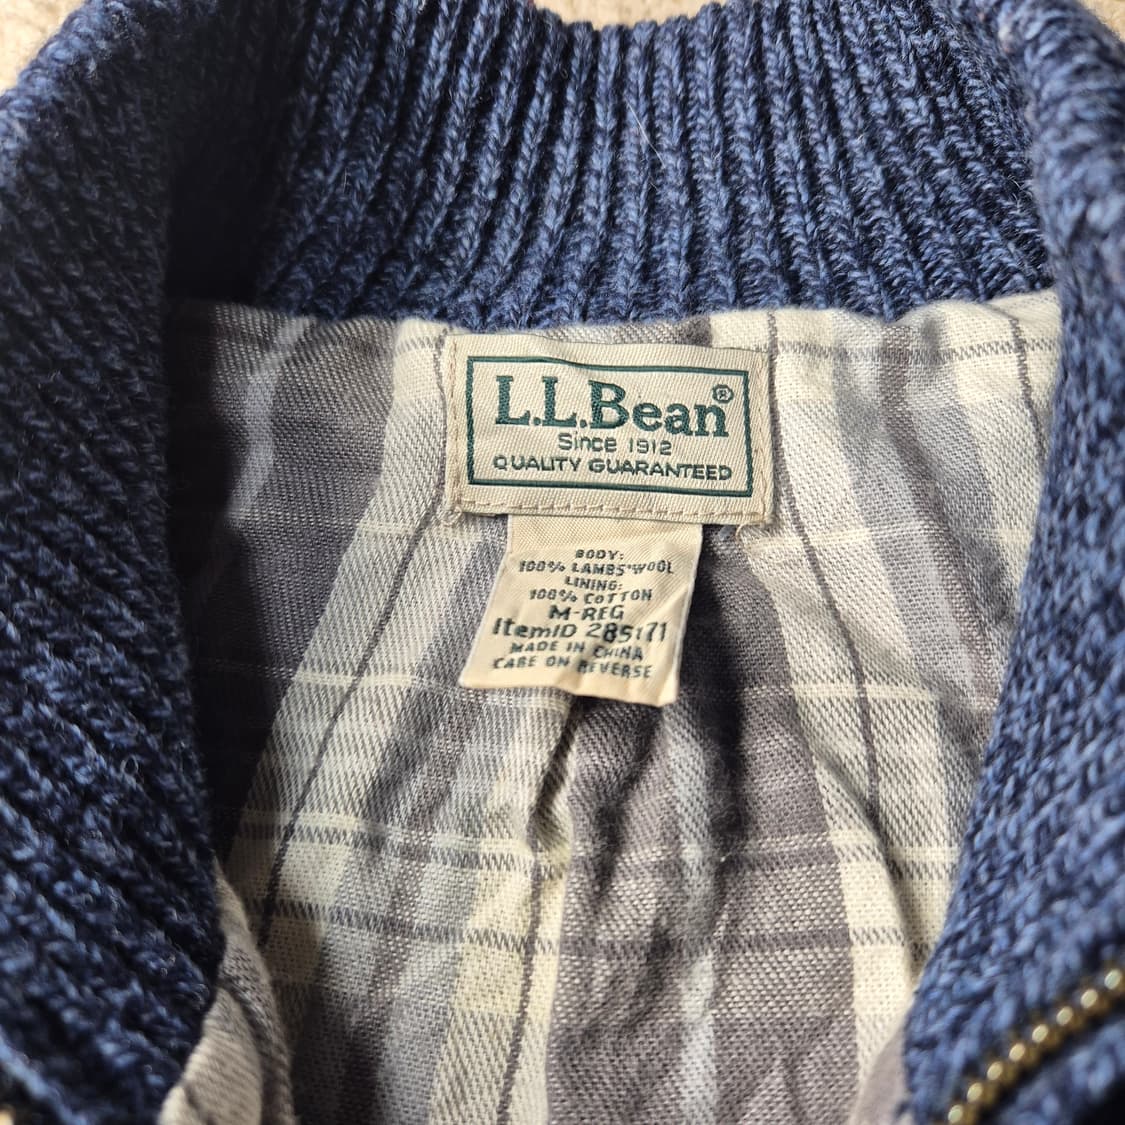 L.L.Bean®
Since 1912
QUALITY GUARANTEED
BODY:
100% LAMBS'WOOL
LINING:
100% COTTON
M-REG
ItemID 285171
MADE IN CHINA
CARE ON REVERSE